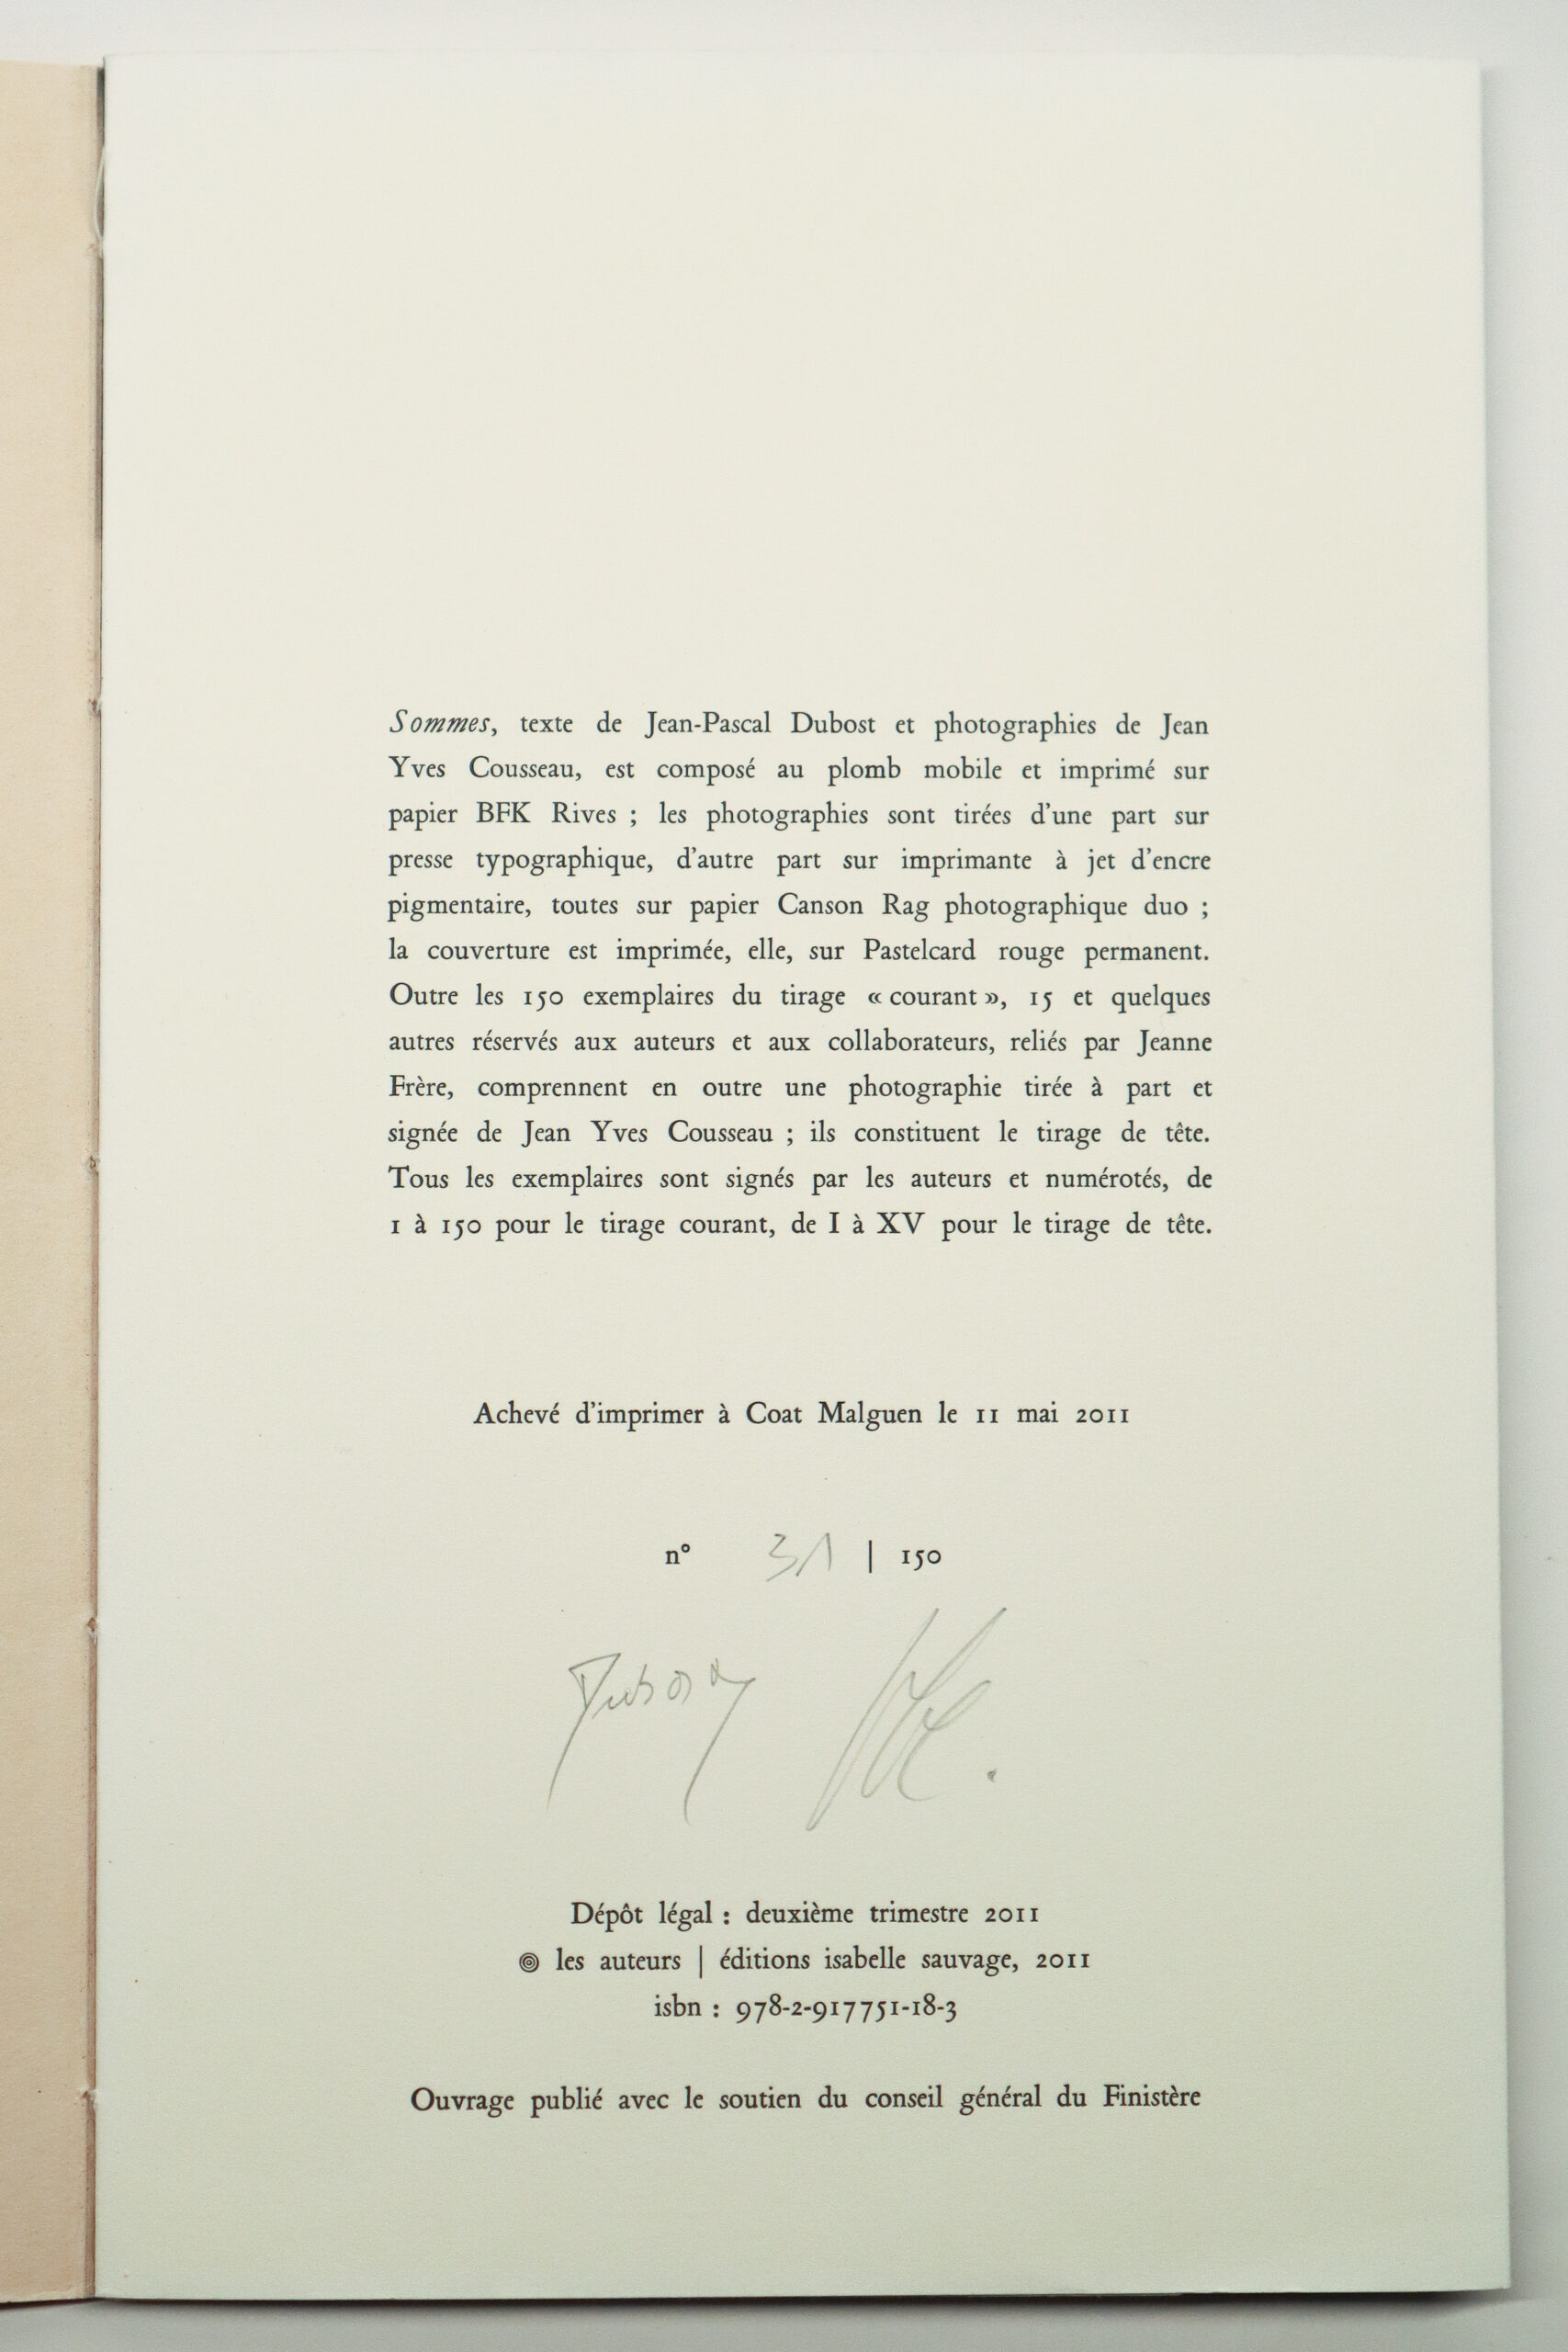 Sommes, texte de Jean-Pascal Dubost et photographies de Jean
Yves Cousseau, est composé au plomb mobile et imprimé sur
papier BFK Rives ; les photographies sont tirées d'une part sur
presse typographique, d'autre part sur imprimante à jet d'encre
pigmentaire, toutes sur papier Canson Rag photographique duo ;
la couverture est imprimée, elle, sur Pastelcard rouge permanent.
Outre les 150 exemplaires du tirage « courant », 15 et quelques
autres réservés aux auteurs et aux collaborateurs, reliés par Jeanne
Frère, comprennent en outre une photographie tirée à part et
signée de Jean Yves Cousseau ; ils constituent le tirage de tête.
Tous les exemplaires sont signés par les auteurs et numérotés, de
1 à 150 pour le tirage courant, de I à XV pour le tirage de tête.
Achevé d'imprimer à Coat Malguen le 11 mai 2011
n° 31 | 150
Dépôt légal : deuxième trimestre 2011
© les auteurs | éditions isabelle sauvage, 2011
isbn : 978-2-917751-18-3
Ouvrage publié avec le soutien du conseil général du Finistère